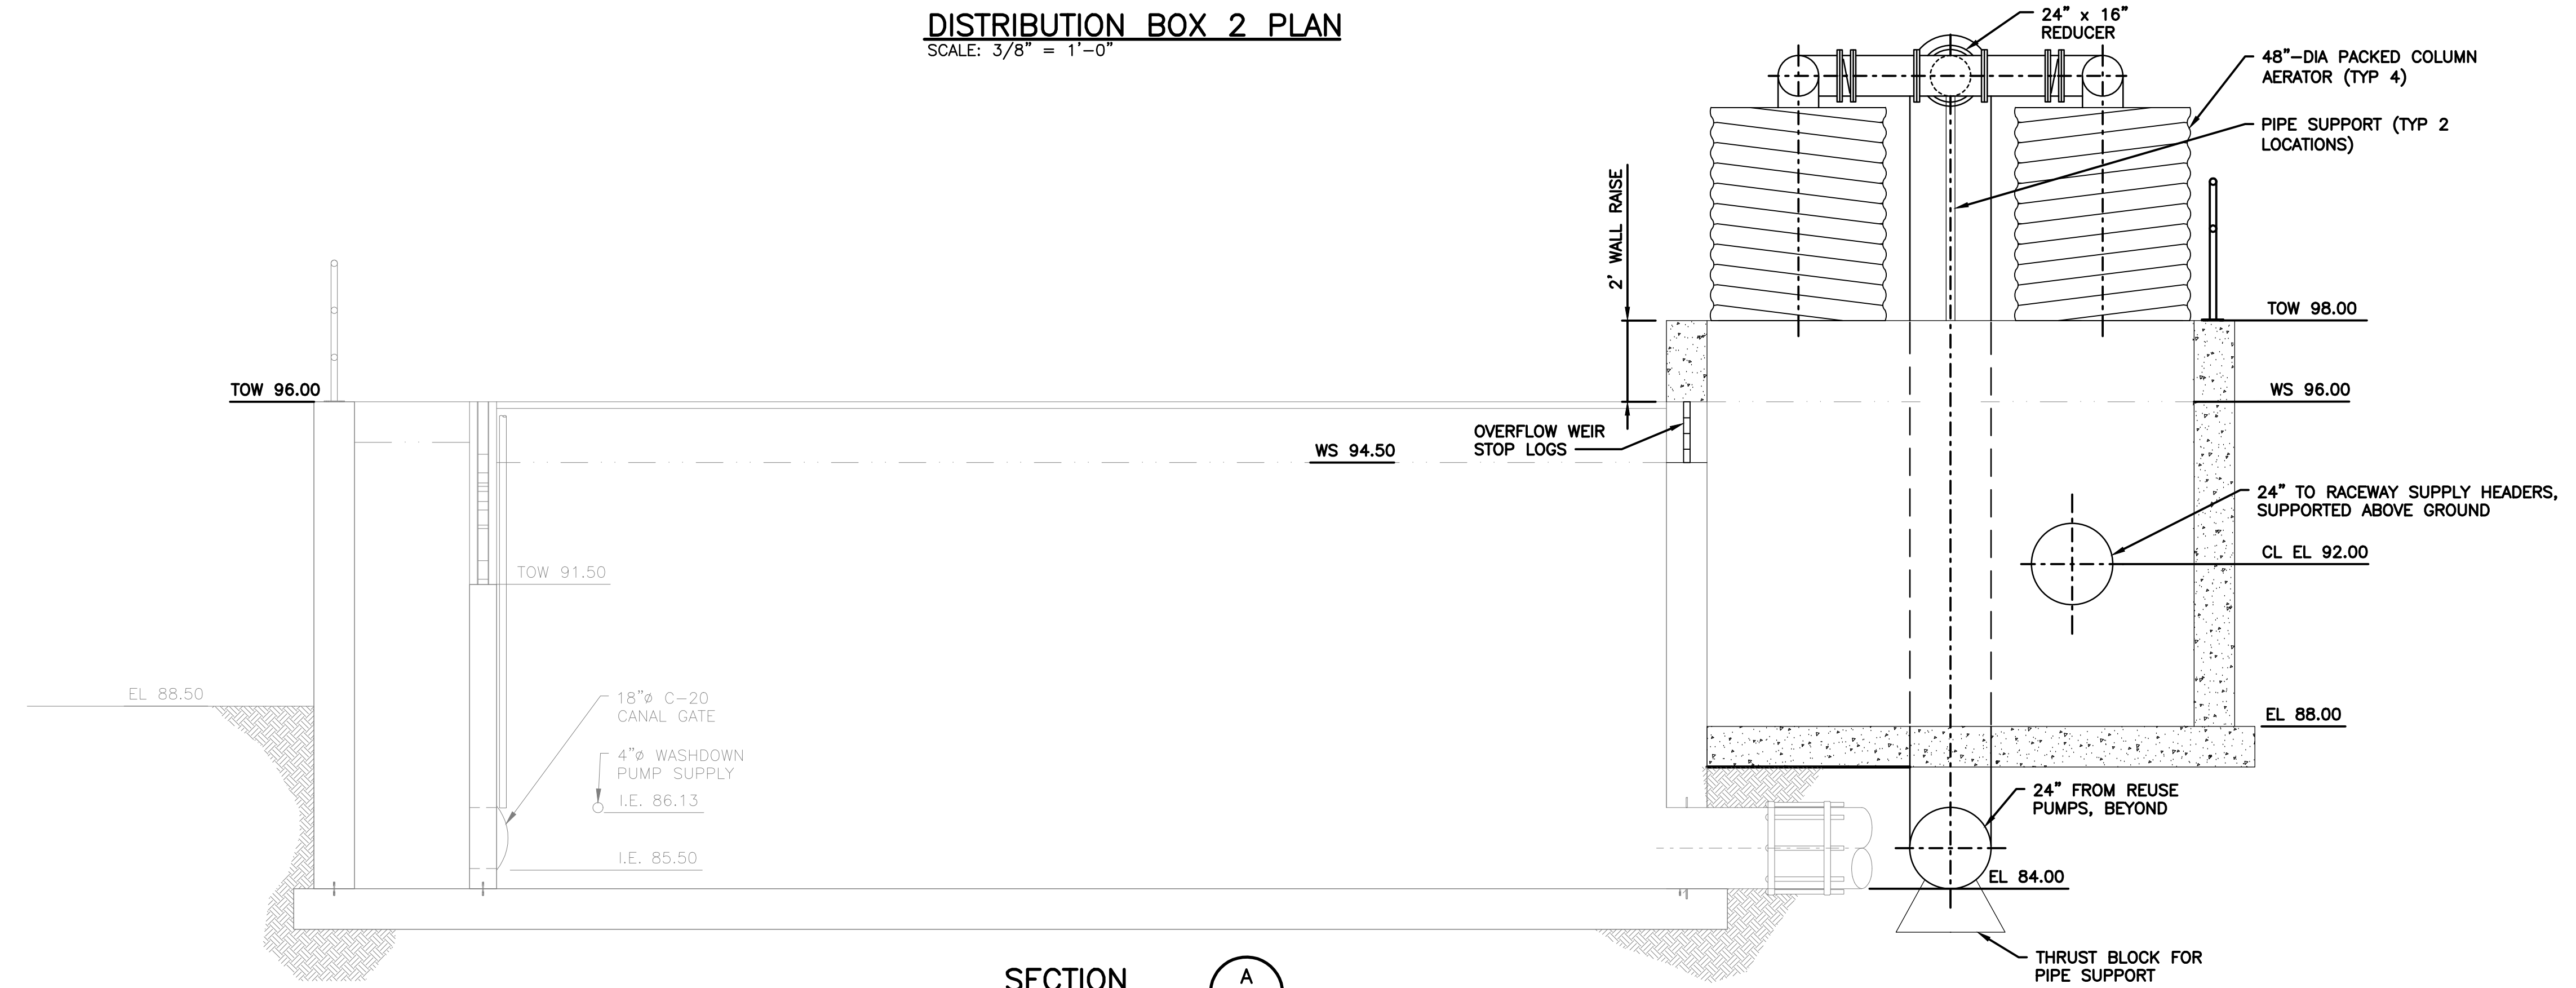 DISTRIBUTION BOX 2 PLAN
SCALE: 3/8" = 1'-0"
24" x 16"
REDUCER
48"-DIA PACKED COLUMN
AERATOR (TYP 4)
PIPE SUPPORT (TYP 2
LOCATIONS)
2' WALL RAISE
TOW 98.00
TOW 96.00
WS 96.00
OVERFLOW WEIR
STOP LOGS
WS 94.50
24" TO RACEWAY SUPPLY HEADERS,
SUPPORTED ABOVE GROUND
CL EL 92.00
TOW 91.50
EL 88.50
18"ø C-20
CANAL GATE
EL 88.00
4"ø WASHDOWN
PUMP SUPPLY
I.E. 86.13
24" FROM REUSE
PUMPS, BEYOND
I.E. 85.50
EL 84.00
THRUST BLOCK FOR
PIPE SUPPORT
SECTION
A